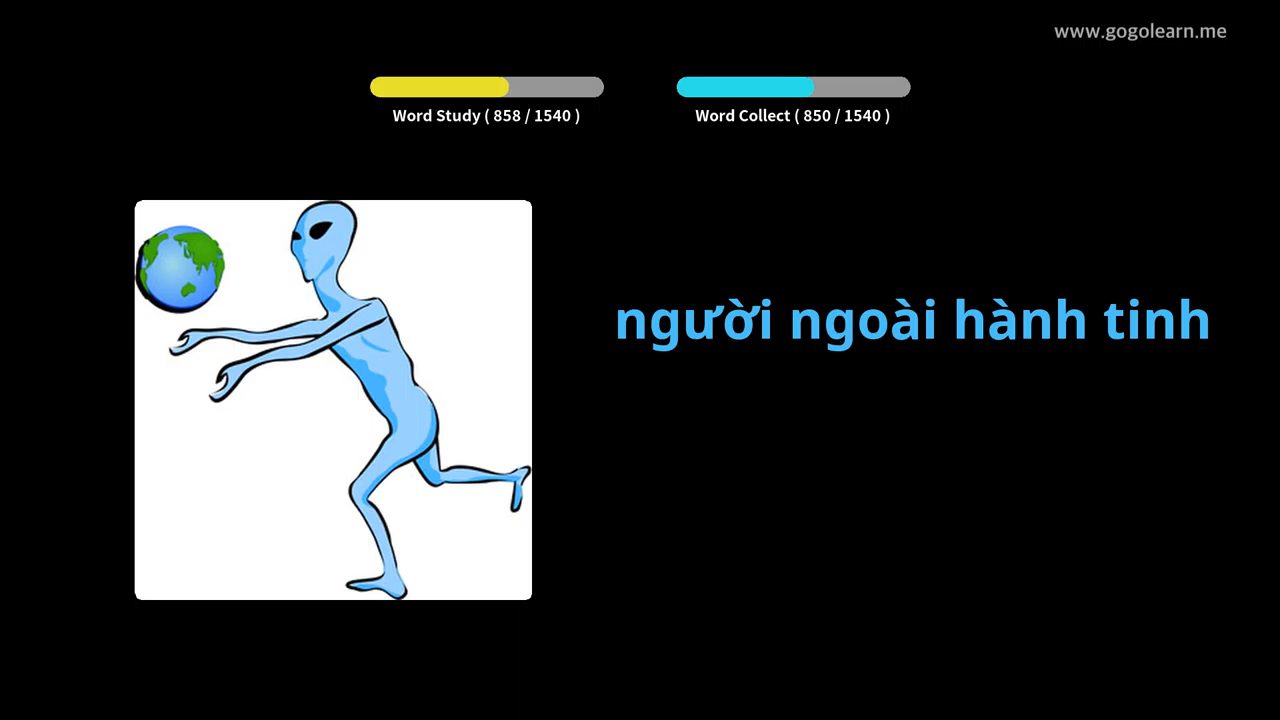 www.gogolearn.me
Word Study ( 858 / 1540 )
Word Collect ( 850 / 1540 )
người ngoài hành tinh